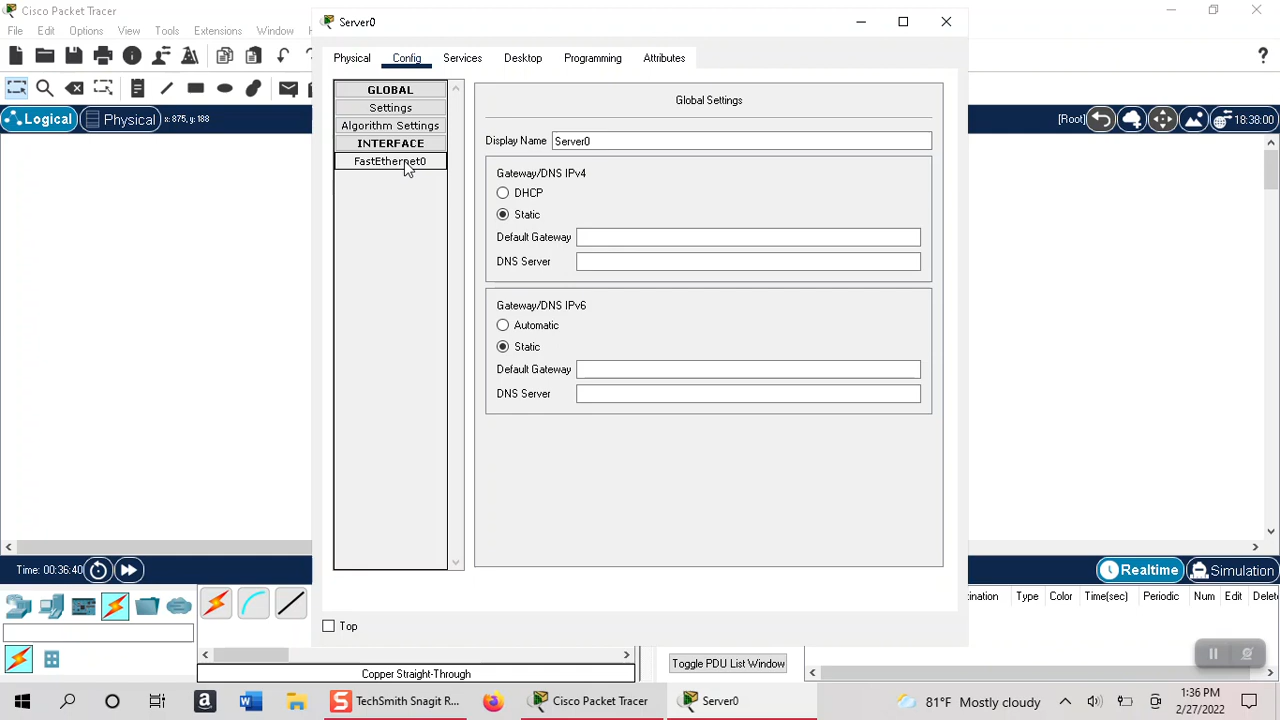 Cisco Packet Tracer
Server0
File Edit Options View Tools Extensions Window
Physical Config Services Desktop Programming Attributes
GLOBAL
Settings
Algorithm Settings
INTERFACE
FastEthernet0
Global Settings
Display Name Server0
Gateway/DNS IPv4
DHCP
Static
Default Gateway
DNS Server
Gateway/DNS IPv6
Automatic
Static
Default Gateway
DNS Server
Logical Physical x: 875, y: 188
[Root] 18:38:00
Time: 00:36:40
Realtime Simulation
Type Color Time(sec) Periodic Num Edit
Top
Toggle PDU List Window
Copper Straight-Through
TechSmith Snagit R... Cisco Packet Tracer Server0
81°F Mostly cloudy
1:36 PM
2/27/2022